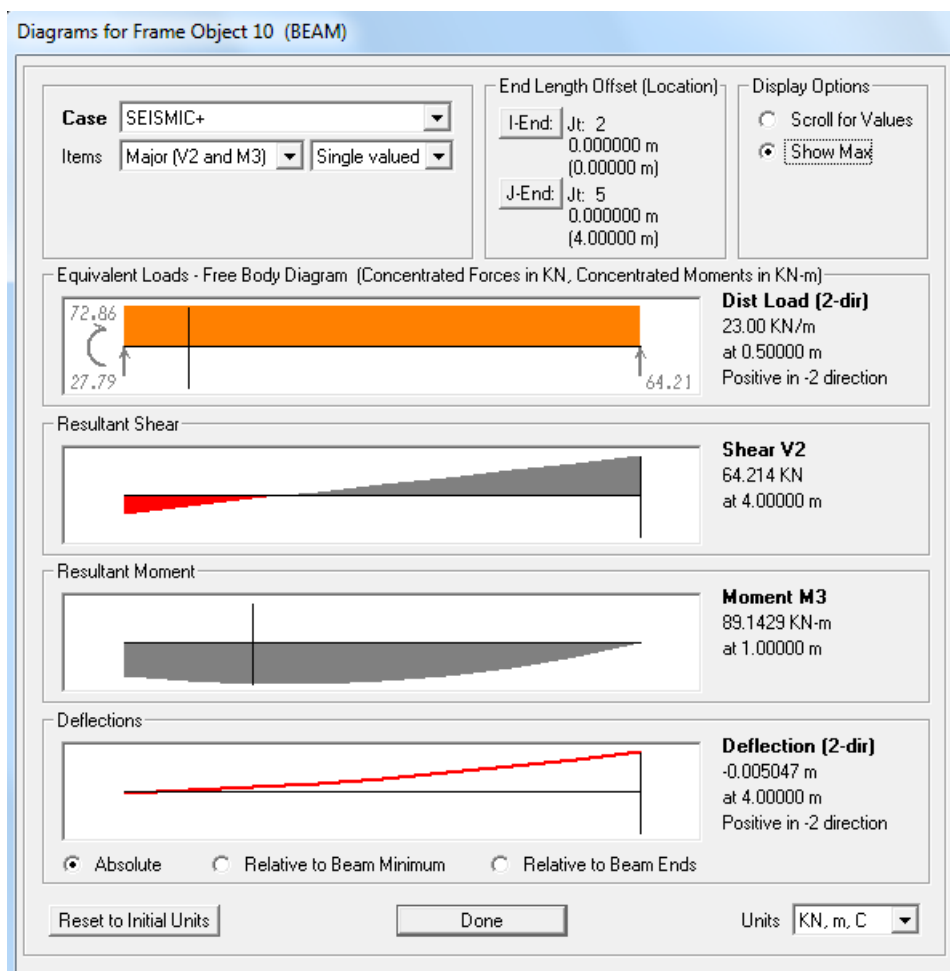 Diagrams for Frame Object 10 (BEAM)
Case SEISMIC+
Items Major (V2 and M3) Single valued
End Length Offset (Location)
I-End: Jt: 2
0.000000 m
(0.00000 m)
J-End: Jt: 5
0.000000 m
(4.00000 m)
Display Options
Scroll for Values
Show Max
Equivalent Loads - Free Body Diagram (Concentrated Forces in KN, Concentrated Moments in KN-m)
72.86
27.79
64.21
Dist Load (2-dir)
23.00 KN/m
at 0.50000 m
Positive in -2 direction
Resultant Shear
Shear V2
64.214 KN
at 4.00000 m
Resultant Moment
Moment M3
89.1429 KN-m
at 1.00000 m
Deflections
Deflection (2-dir)
-0.005047 m
at 4.00000 m
Positive in -2 direction
Absolute Relative to Beam Minimum Relative to Beam Ends
Reset to Initial Units Done Units KN, m, C